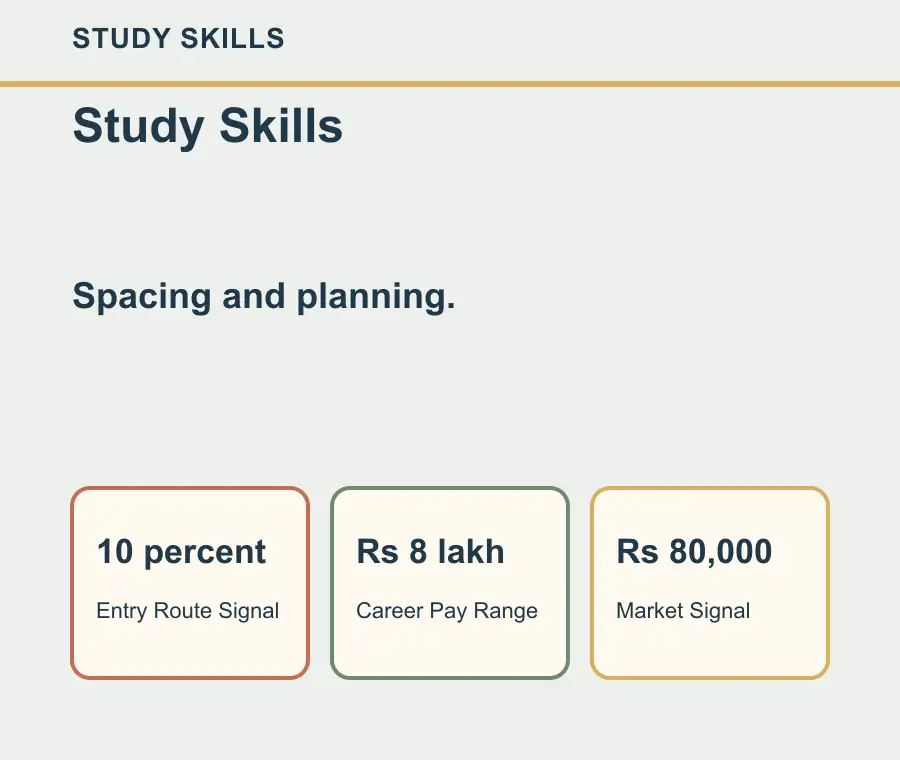 STUDY SKILLS
Study Skills
Spacing and planning.
10 percent
Entry Route Signal
Rs 8 lakh
Career Pay Range
Rs 80,000
Market Signal